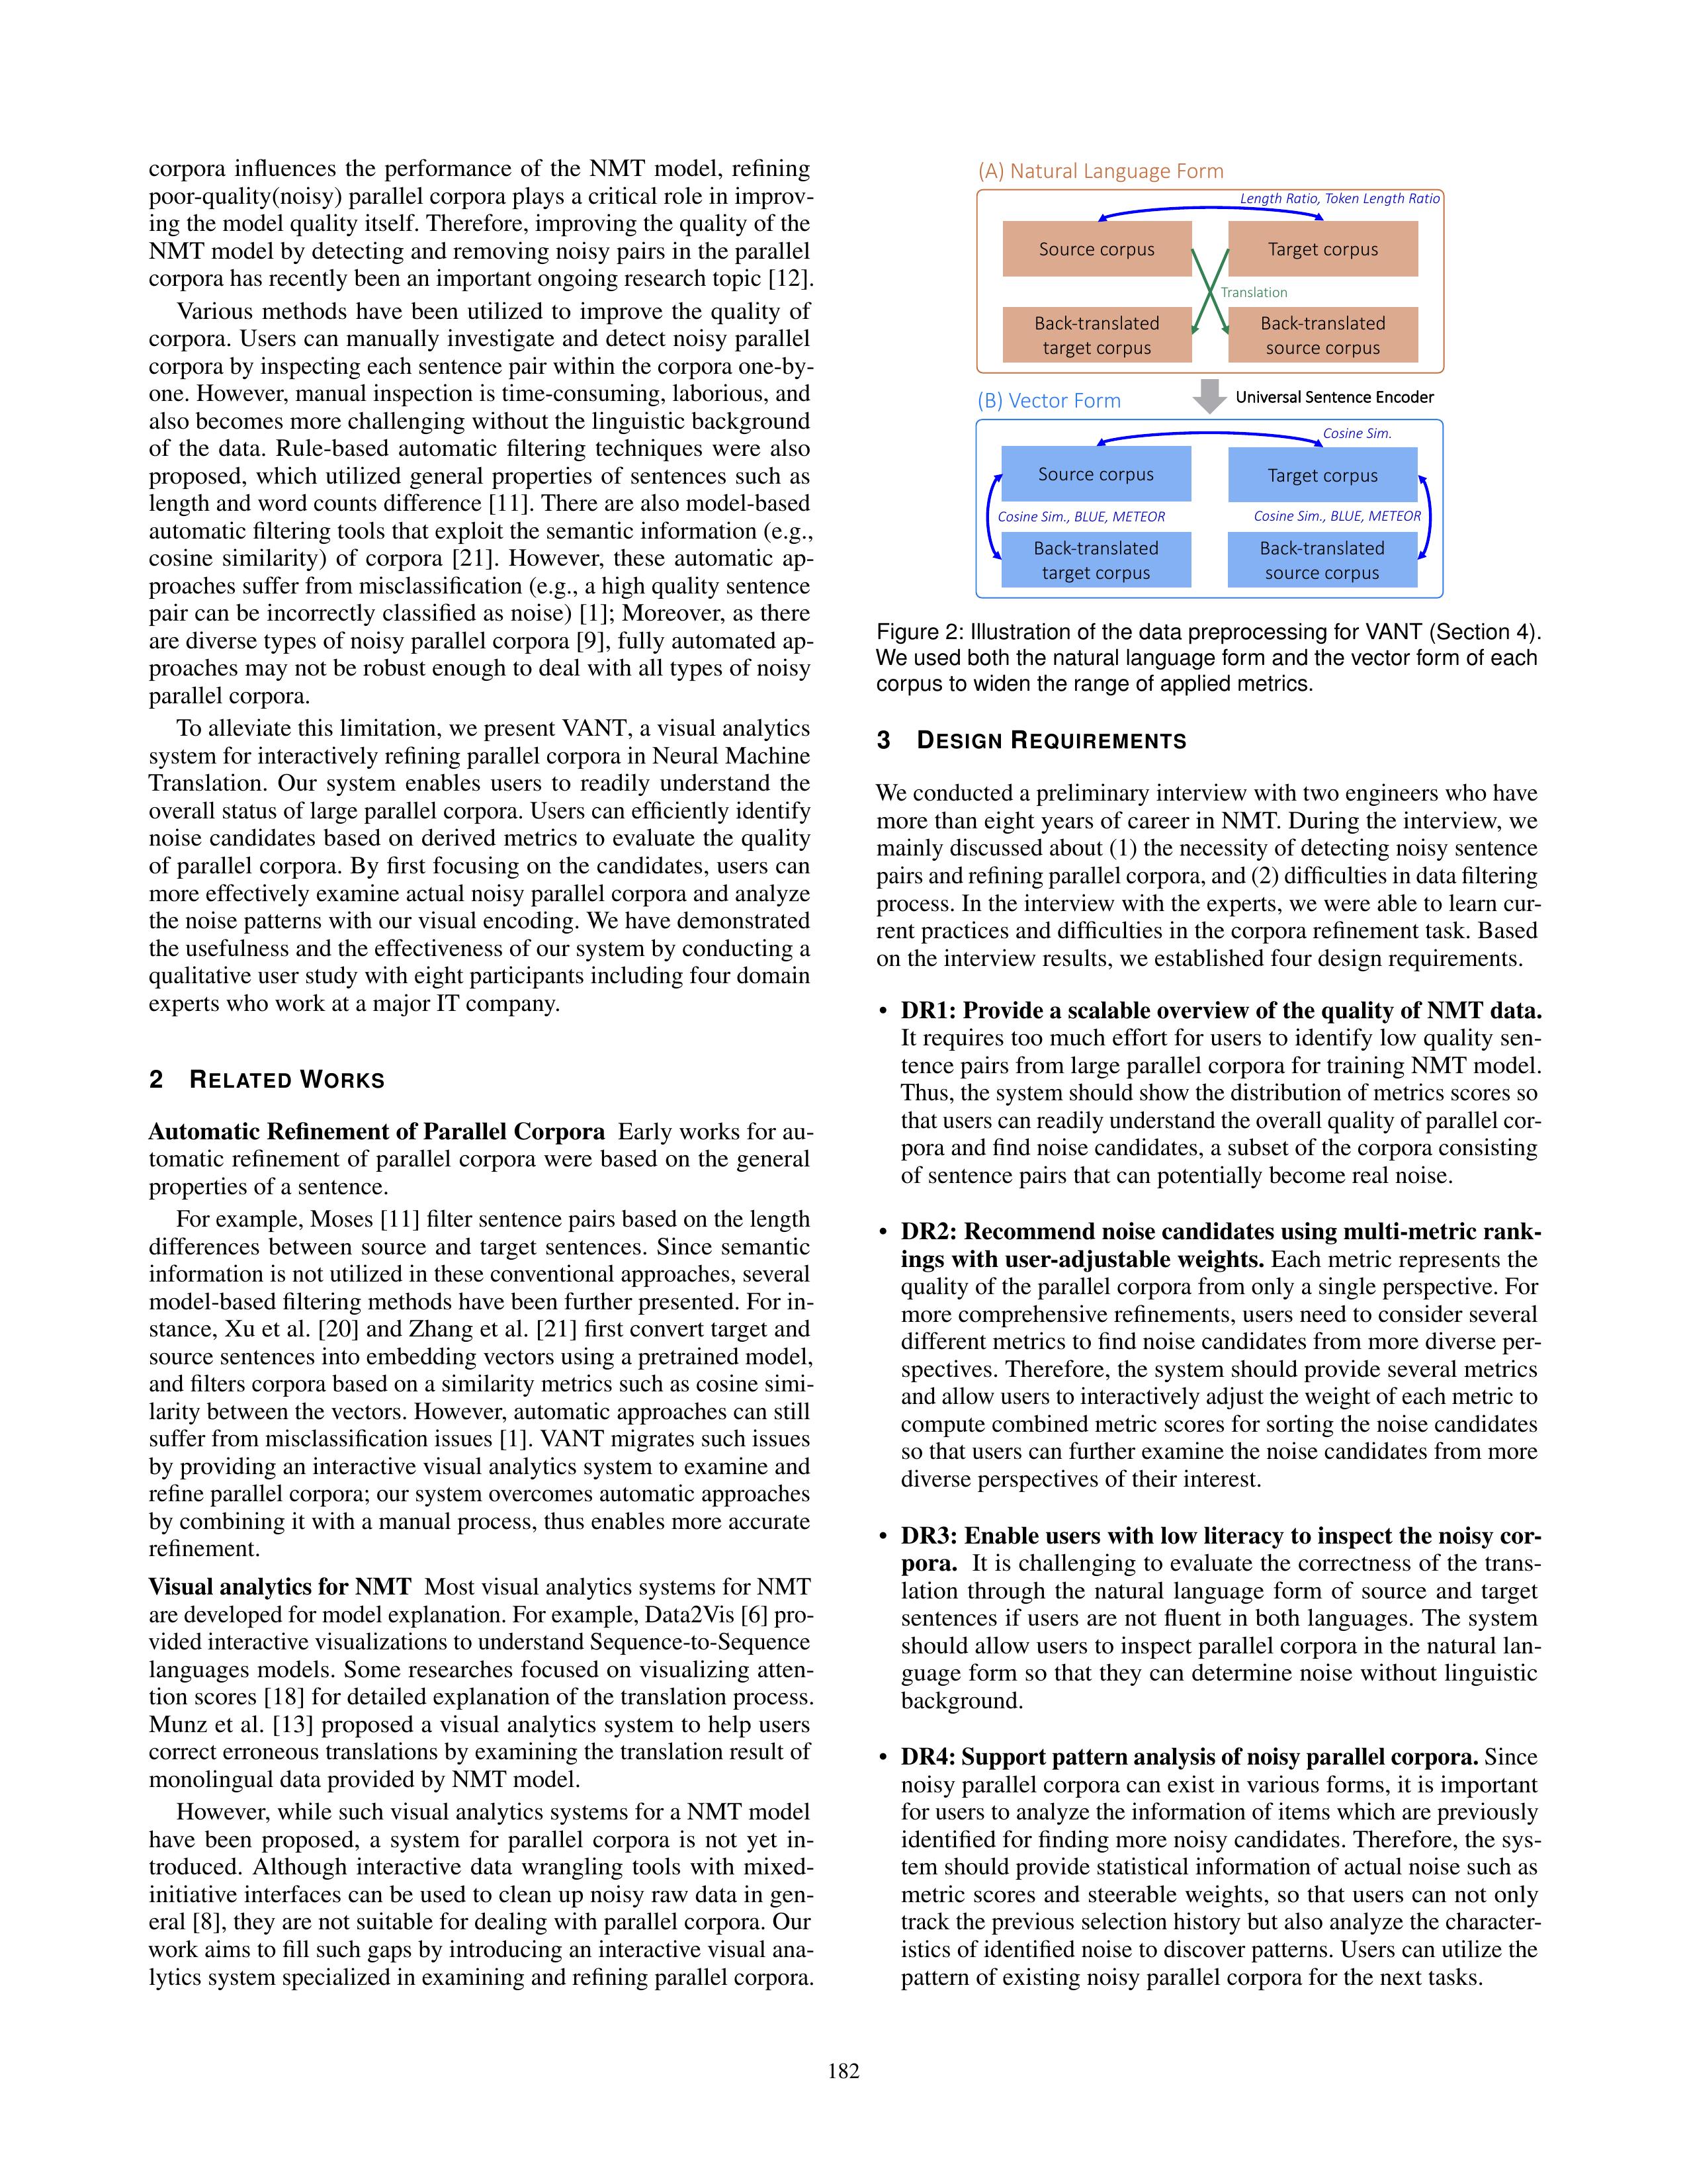 corpora influences the performance of the NMT model, refining
poor-quality(noisy) parallel corpora plays a critical role in improv-
ing the model quality itself. Therefore, improving the quality of the
NMT model by detecting and removing noisy pairs in the parallel
corpora has recently been an important ongoing research topic [12].
Various methods have been utilized to improve the quality of
corpora. Users can manually investigate and detect noisy parallel
corpora by inspecting each sentence pair within the corpora one-by-
one. However, manual inspection is time-consuming, laborious, and
also becomes more challenging without the linguistic background
of the data. Rule-based automatic filtering techniques were also
proposed, which utilized general properties of sentences such as
length and word counts difference [11]. There are also model-based
automatic filtering tools that exploit the semantic information (e.g.,
cosine similarity) of corpora [21]. However, these automatic ap-
proaches suffer from misclassification (e.g., a high quality sentence
pair can be incorrectly classified as noise) [1]; Moreover, as there
are diverse types of noisy parallel corpora [9], fully automated ap-
proaches may not be robust enough to deal with all types of noisy
parallel corpora.
To alleviate this limitation, we present VANT, a visual analytics
system for interactively refining parallel corpora in Neural Machine
Translation. Our system enables users to readily understand the
overall status of large parallel corpora. Users can efficiently identify
noise candidates based on derived metrics to evaluate the quality
of parallel corpora. By first focusing on the candidates, users can
more effectively examine actual noisy parallel corpora and analyze
the noise patterns with our visual encoding. We have demonstrated
the usefulness and the effectiveness of our system by conducting a
qualitative user study with eight participants including four domain
experts who work at a major IT company.
2 RELATED WORKS
Automatic Refinement of Parallel Corpora Early works for au-
tomatic refinement of parallel corpora were based on the general
properties of a sentence.
For example, Moses [11] filter sentence pairs based on the length
differences between source and target sentences. Since semantic
information is not utilized in these conventional approaches, several
model-based filtering methods have been further presented. For in-
stance, Xu et al. [20] and Zhang et al. [21] first convert target and
source sentences into embedding vectors using a pretrained model,
and filters corpora based on a similarity metrics such as cosine simi-
larity between the vectors. However, automatic approaches can still
suffer from misclassification issues [1]. VANT migrates such issues
by providing an interactive visual analytics system to examine and
refine parallel corpora; our system overcomes automatic approaches
by combining it with a manual process, thus enables more accurate
refinement.
Visual analytics for NMT Most visual analytics systems for NMT
are developed for model explanation. For example, Data2Vis [6] pro-
vided interactive visualizations to understand Sequence-to-Sequence
languages models. Some researches focused on visualizing atten-
tion scores [18] for detailed explanation of the translation process.
Munz et al. [13] proposed a visual analytics system to help users
correct erroneous translations by examining the translation result of
monolingual data provided by NMT model.
However, while such visual analytics systems for a NMT model
have been proposed, a system for parallel corpora is not yet in-
troduced. Although interactive data wrangling tools with mixed-
initiative interfaces can be used to clean up noisy raw data in gen-
eral [8], they are not suitable for dealing with parallel corpora. Our
work aims to fill such gaps by introducing an interactive visual ana-
lytics system specialized in examining and refining parallel corpora.
(A) Natural Language Form
Length Ratio, Token Length Ratio
Source corpus
Target corpus
Translation
Back-translated
target corpus
Back-translated
source corpus
(B) Vector Form
Universal Sentence Encoder
Cosine Sim.
Source corpus
Target corpus
Cosine Sim., BLUE, METEOR
Cosine Sim., BLUE, METEOR
Back-translated
target corpus
Back-translated
source corpus
Figure 2: Illustration of the data preprocessing for VANT (Section 4).
We used both the natural language form and the vector form of each
corpus to widen the range of applied metrics.
3 DESIGN REQUIREMENTS
We conducted a preliminary interview with two engineers who have
more than eight years of career in NMT. During the interview, we
mainly discussed about (1) the necessity of detecting noisy sentence
pairs and refining parallel corpora, and (2) difficulties in data filtering
process. In the interview with the experts, we were able to learn cur-
rent practices and difficulties in the corpora refinement task. Based
on the interview results, we established four design requirements.
• DR1: Provide a scalable overview of the quality of NMT data.
It requires too much effort for users to identify low quality sen-
tence pairs from large parallel corpora for training NMT model.
Thus, the system should show the distribution of metrics scores so
that users can readily understand the overall quality of parallel cor-
pora and find noise candidates, a subset of the corpora consisting
of sentence pairs that can potentially become real noise.
• DR2: Recommend noise candidates using multi-metric rank-
ings with user-adjustable weights. Each metric represents the
quality of the parallel corpora from only a single perspective. For
more comprehensive refinements, users need to consider several
different metrics to find noise candidates from more diverse per-
spectives. Therefore, the system should provide several metrics
and allow users to interactively adjust the weight of each metric to
compute combined metric scores for sorting the noise candidates
so that users can further examine the noise candidates from more
diverse perspectives of their interest.
• DR3: Enable users with low literacy to inspect the noisy cor-
pora. It is challenging to evaluate the correctness of the trans-
lation through the natural language form of source and target
sentences if users are not fluent in both languages. The system
should allow users to inspect parallel corpora in the natural lan-
guage form so that they can determine noise without linguistic
background.
• DR4: Support pattern analysis of noisy parallel corpora. Since
noisy parallel corpora can exist in various forms, it is important
for users to analyze the information of items which are previously
identified for finding more noisy candidates. Therefore, the sys-
tem should provide statistical information of actual noise such as
metric scores and steerable weights, so that users can not only
track the previous selection history but also analyze the character-
istics of identified noise to discover patterns. Users can utilize the
pattern of existing noisy parallel corpora for the next tasks.
182